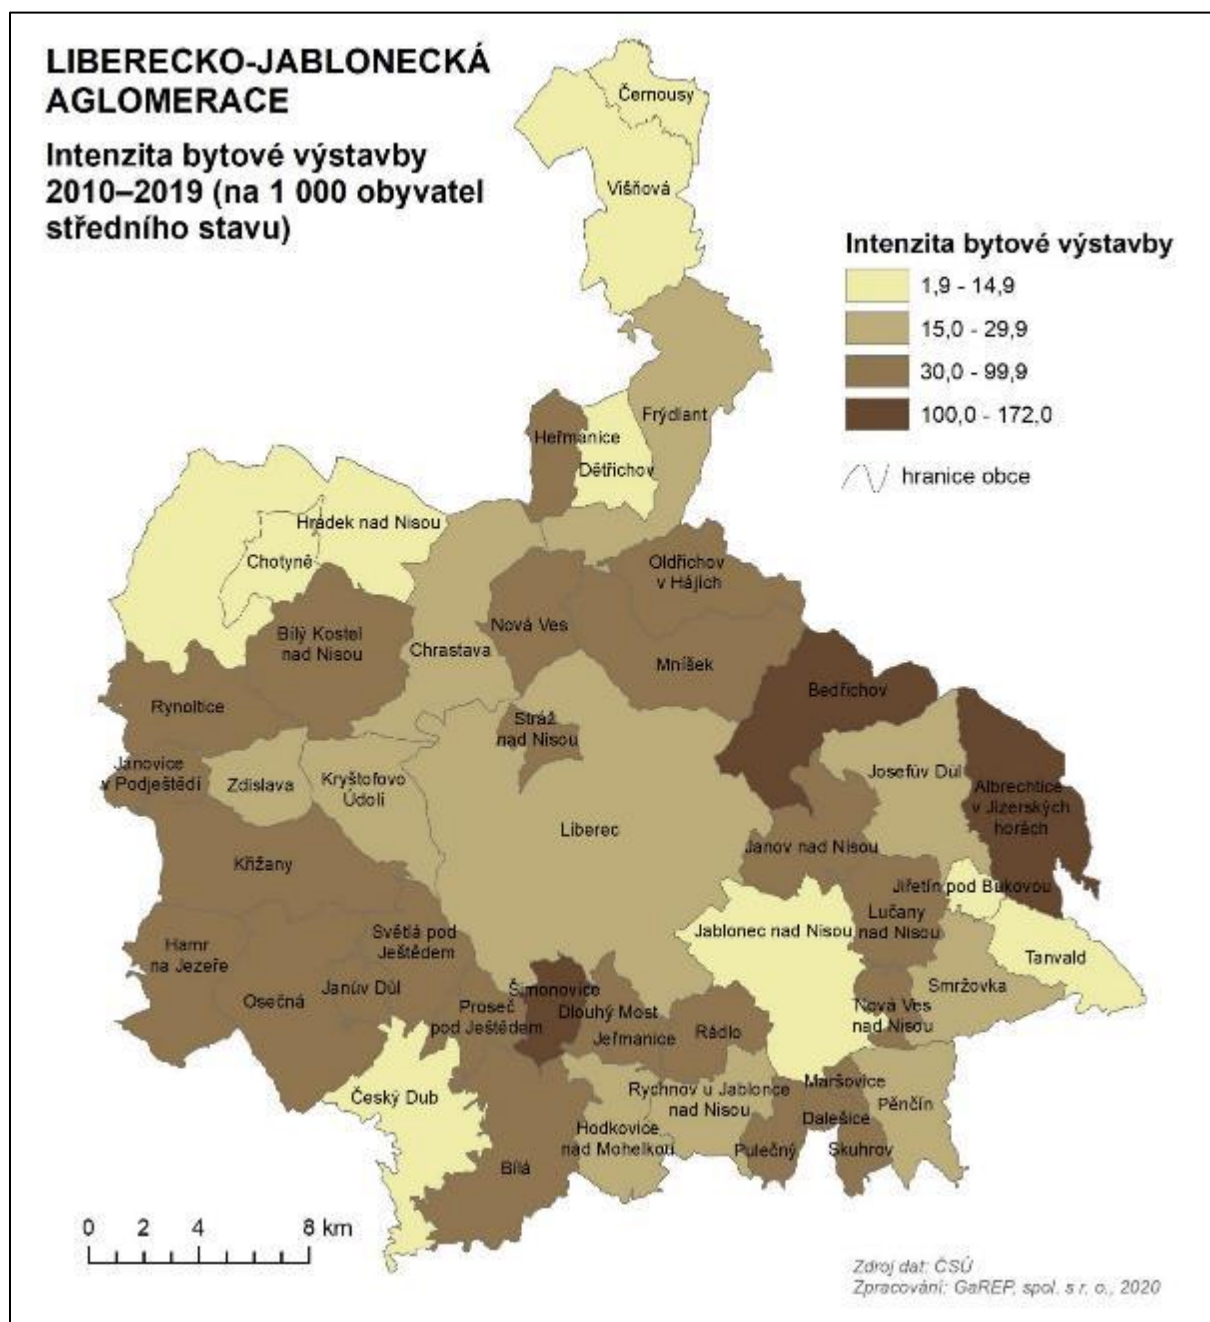 LIBERECKO-JABLONECKÁ
AGLOMERACE
Intenzita bytové výstavby
2010–2019 (na 1 000 obyvatel
středního stavu)
Intenzita bytové výstavby
1,9 - 14,9
15,0 - 29,9
30,0 - 99,9
100,0 - 172,0
hranice obce
Černousy
Višňová
Frýdlant
Heřmanice
Dětřichov
Hrádek nad Nisou
Chotyně
Oldřichov
v Hájích
Bílý Kostel
nad Nisou
Nová Ves
Chrastava
Mníšek
Bedřichov
Rynoltice
Stráž
nad Nisou
Janovice
v Podještědí
Zdislava
Kryštofovo
Údolí
Josefův Důl
Albrechtice
v Jizerských
horách
Liberec
Janov nad Nisou
Křižany
Jiřetín pod Bukovou
Lučany
nad Nisou
Světlá pod
Ještědem
Jablonec nad Nisou
Hamr
na Jezeře
Tanvald
Osečná
Janův Důl
Šimonovice
Smržovka
Proseč
pod Ještědem
Dlouhý Most
Nová Ves
nad Nisou
Jeřmanice
Rádlo
Český Dub
Rychnov u Jablonce
nad Nisou
Maršovice
Pěnčín
Dalešice
Hodkovice
nad Mohelkou
Pulečný
Skuhrov
Bílá
0 2 4 8 km
Zdroj dat: ČSÚ
Zpracování: GaREP, spol. s r. o., 2020